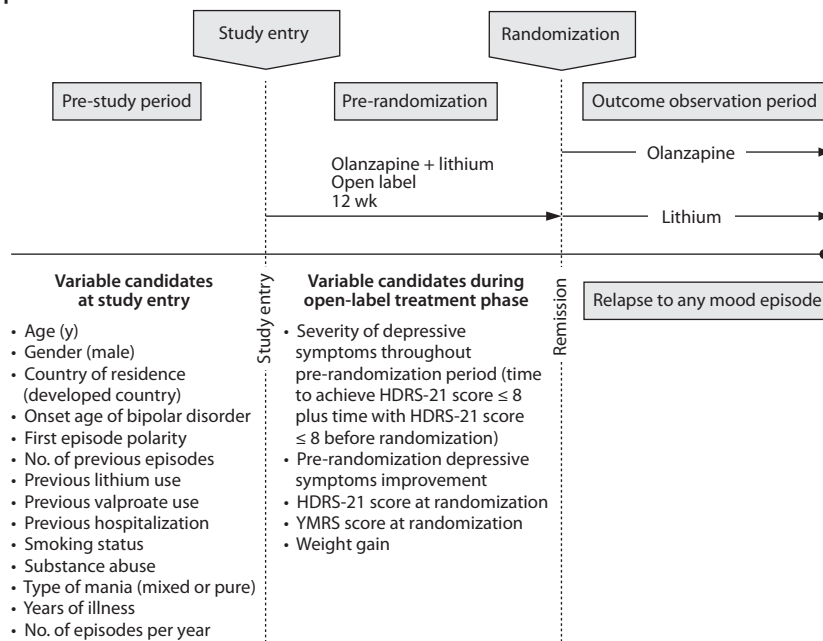 Study entry
Randomization
Pre-study period
Pre-randomization
Outcome observation period
Olanzapine + lithium
Open label
12 wk
Olanzapine
Lithium
Variable candidates
at study entry
• Age (y)
• Gender (male)
• Country of residence
(developed country)
• Onset age of bipolar disorder
• First episode polarity
• No. of previous episodes
• Previous lithium use
• Previous valproate use
• Previous hospitalization
• Smoking status
• Substance abuse
• Type of mania (mixed or pure)
• Years of illness
• No. of episodes per year
Study entry
Variable candidates during
open-label treatment phase
• Severity of depressive
symptoms throughout
pre-randomization period (time
to achieve HDRS-21 score ≤ 8
plus time with HDRS-21 score
≤ 8 before randomization)
• Pre-randomization depressive
symptoms improvement
• HDRS-21 score at randomization
• YMRS score at randomization
• Weight gain
Remission
Relapse to any mood episode